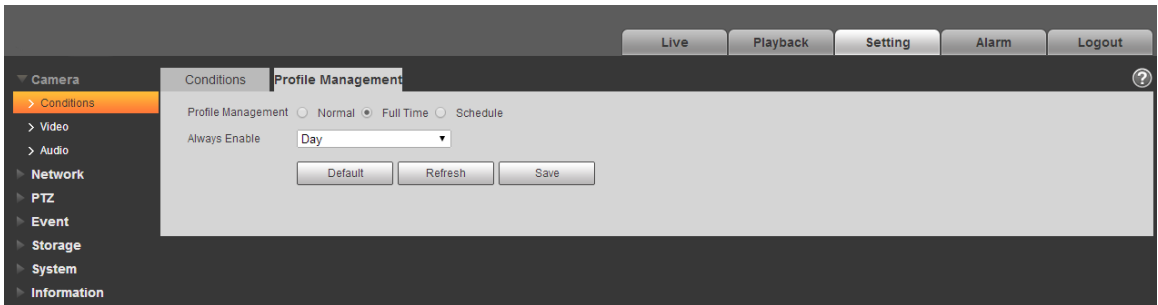 Live Playback Setting Alarm Logout
Camera
Conditions
Video
Audio
Network
PTZ
Event
Storage
System
Information
Conditions Profile Management ?
Profile Management Normal Full Time Schedule
Always Enable Day
Default Refresh Save